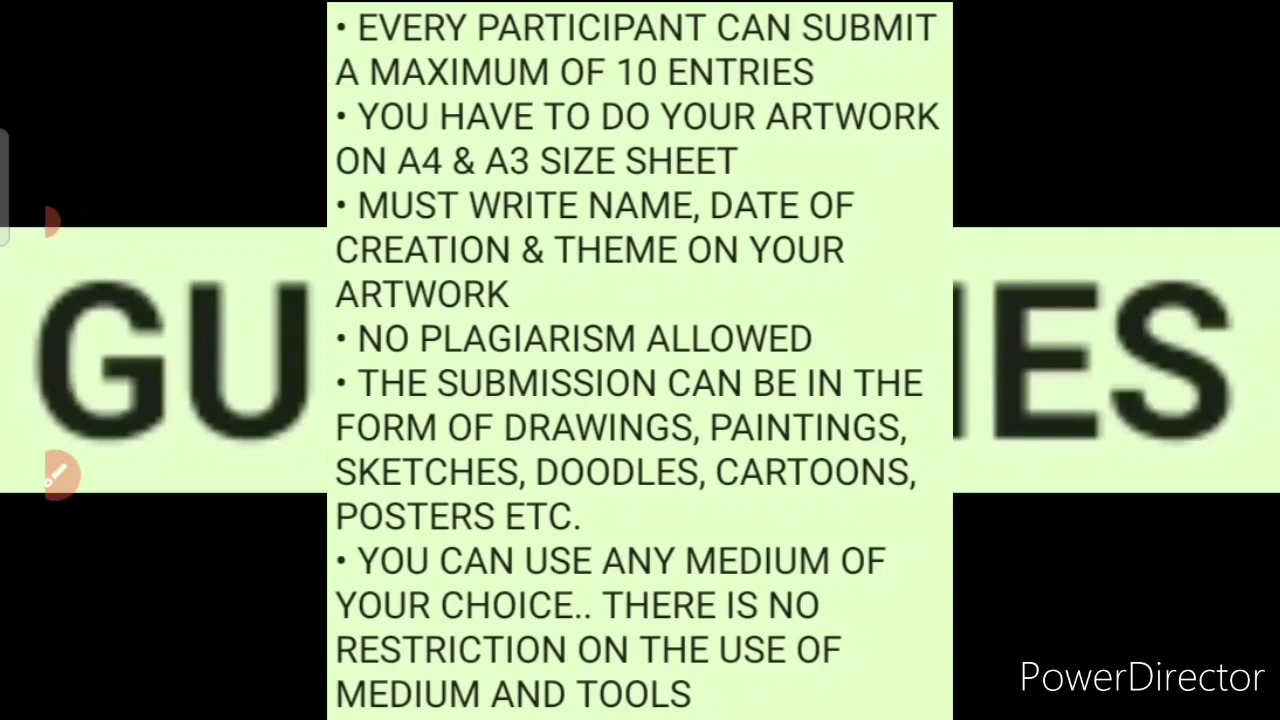 • EVERY PARTICIPANT CAN SUBMIT
A MAXIMUM OF 10 ENTRIES
• YOU HAVE TO DO YOUR ARTWORK
ON A4 & A3 SIZE SHEET
• MUST WRITE NAME, DATE OF
CREATION & THEME ON YOUR
ARTWORK
• NO PLAGIARISM ALLOWED
• THE SUBMISSION CAN BE IN THE
FORM OF DRAWINGS, PAINTINGS,
SKETCHES, DOODLES, CARTOONS,
POSTERS ETC.
• YOU CAN USE ANY MEDIUM OF
YOUR CHOICE.. THERE IS NO
RESTRICTION ON THE USE OF
MEDIUM AND TOOLS
PowerDirector